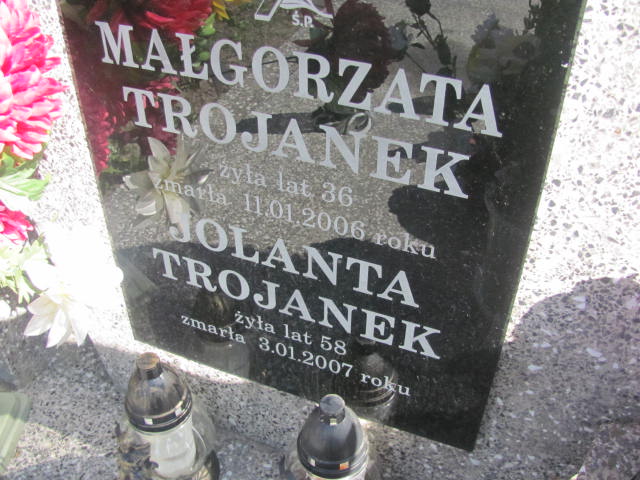 Ś.P.
MAŁGORZATA
TROJANEK
żyła lat 36
zmarła 11.01.2006 roku
JOLANTA
TROJANEK
żyła lat 58
zmarła 3.01.2007 roku